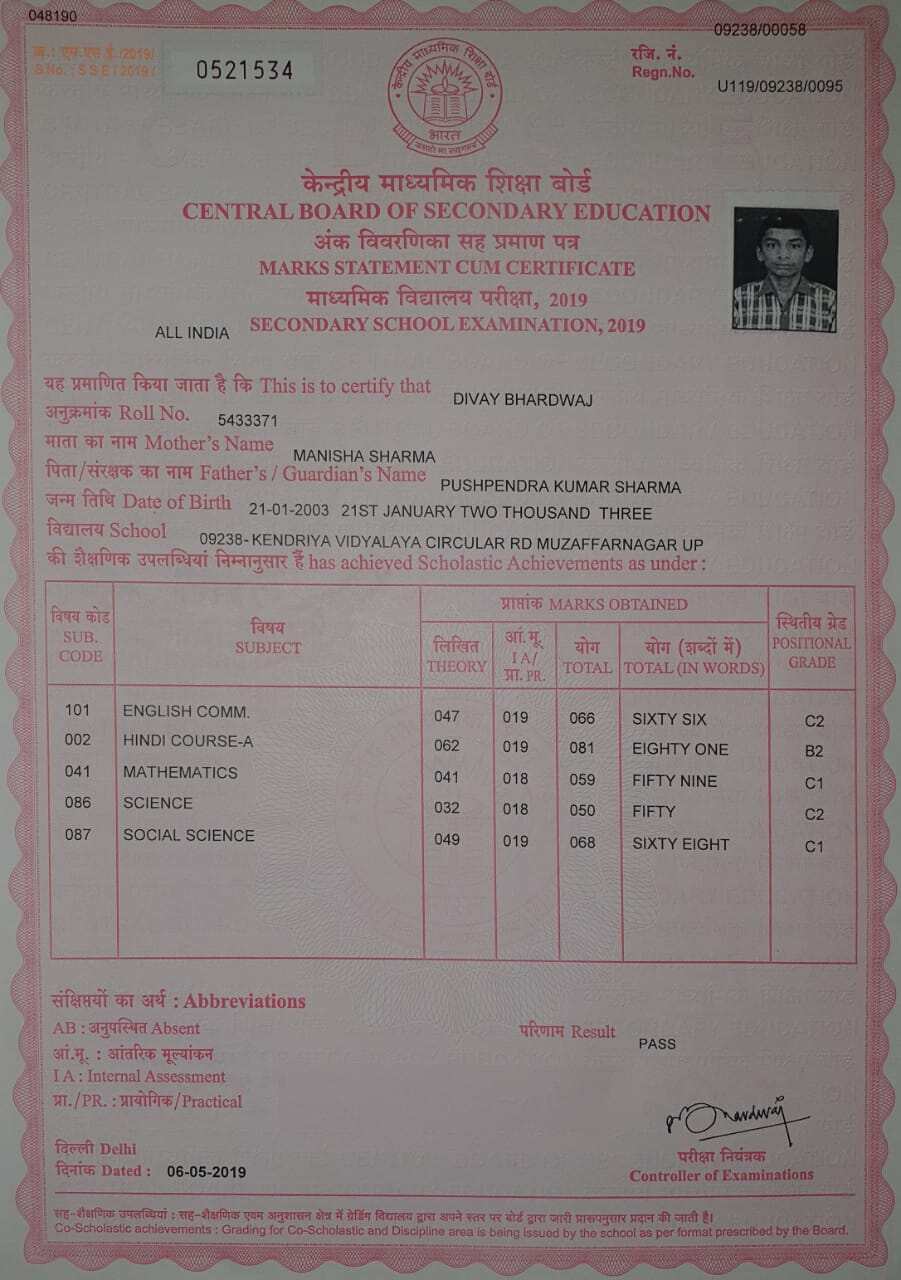 048190
09238/00058
क्र.: एम.एस.ई./2019/
S.No.: SSE/2019/
0521534
रजि. नं.
Regn.No.
U119/09238/0095
केन्द्रीय माध्यमिक शिक्षा बोर्ड
भारत
असतो मा सद्गमय
केन्द्रीय माध्यमिक शिक्षा बोर्ड
CENTRAL BOARD OF SECONDARY EDUCATION
अंक विवरणिका सह प्रमाण पत्र
MARKS STATEMENT CUM CERTIFICATE
माध्यमिक विद्यालय परीक्षा, 2019
ALL INDIA SECONDARY SCHOOL EXAMINATION, 2019
यह प्रमाणित किया जाता है कि This is to certify that DIVAY BHARDWAJ
अनुक्रमांक Roll No. 5433371
माता का नाम Mother's Name MANISHA SHARMA
पिता/संरक्षक का नाम Father's / Guardian's Name PUSHPENDRA KUMAR SHARMA
जन्म तिथि Date of Birth 21-01-2003 21ST JANUARY TWO THOUSAND THREE
विद्यालय School 09238- KENDRIYA VIDYALAYA CIRCULAR RD MUZAFFARNAGAR UP
की शैक्षणिक उपलब्धियां निम्नानुसार हैं has achieved Scholastic Achievements as under :
विषय कोड SUB. CODE
विषय SUBJECT
प्राप्तांक MARKS OBTAINED
स्थितीय ग्रेड POSITIONAL GRADE
लिखित THEORY
आं.मू. I A/ प्रा. PR.
योग TOTAL
योग (शब्दों में) TOTAL (IN WORDS)
101 ENGLISH COMM. 047 019 066 SIXTY SIX C2
002 HINDI COURSE-A 062 019 081 EIGHTY ONE B2
041 MATHEMATICS 041 018 059 FIFTY NINE C1
086 SCIENCE 032 018 050 FIFTY C2
087 SOCIAL SCIENCE 049 019 068 SIXTY EIGHT C1
संक्षिप्तियों का अर्थ : Abbreviations
AB : अनुपस्थित Absent
आं.मू. : आंतरिक मूल्यांकन
I A : Internal Assessment
प्रा./PR. : प्रायोगिक/Practical
परिणाम Result PASS
दिल्ली Delhi
दिनांक Dated : 06-05-2019
परीक्षा नियंत्रक
Controller of Examinations
सह-शैक्षणिक उपलब्धियां : सह-शैक्षणिक एवम अनुशासन क्षेत्र में ग्रेडिंग विद्यालय द्वारा अपने स्तर पर बोर्ड द्वारा जारी प्रारूपनुसार प्रदान की जाती है।
Co-Scholastic achievements : Grading for Co-Scholastic and Discipline area is being issued by the school as per format prescribed by the Board.